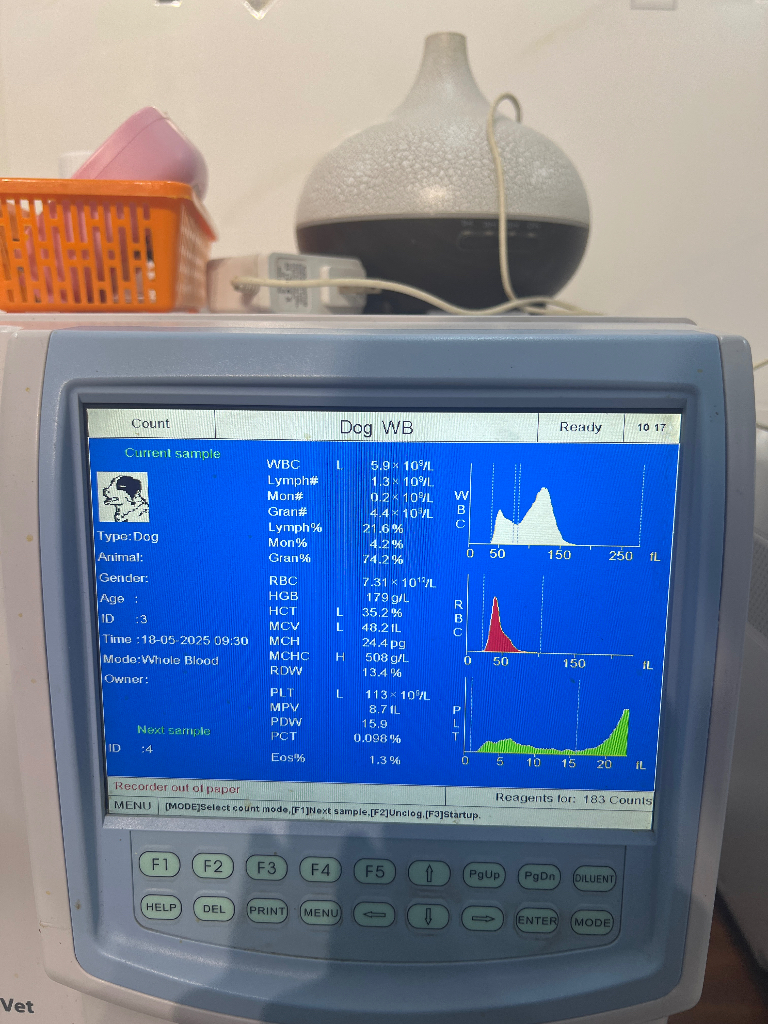 Count Dog WB Ready 10 17
Current sample
Type:Dog
Animal:
Gender:
Age :
ID :3
Time :18-05-2025 09:30
Mode:Whole Blood
Owner:
Next sample
ID :4
WBC L 5.9 × 10⁹/L
Lymph# 1.3 × 10⁹/L
Mon# 0.2 × 10⁹/L
Gran# 4.4 × 10⁹/L
Lymph% 21.6 %
Mon% 4.2 %
Gran% 74.2 %
RBC 7.31 × 10¹²/L
HGB 179 g/L
HCT L 35.2 %
MCV L 48.2 fL
MCH 24.4 pg
MCHC H 508 g/L
RDW 13.4 %
PLT L 113 × 10⁹/L
MPV 8.7 fL
PDW 15.9
PCT 0.098 %
Eos% 1.3 %
WBC
0 50 150 250 fL
RBC
0 50 150 fL
PLT
0 5 10 15 20 fL
Recorder out of paper
Reagents for: 183 Counts
MENU [MODE]Select count mode,[F1]Next sample,[F2]Unclog,[F3]Startup.
F1 F2 F3 F4 F5 ⇧ PgUp PgDn DILUENT
HELP DEL PRINT MENU ⇦ ⇩ ⇨ ENTER MODE
Vet